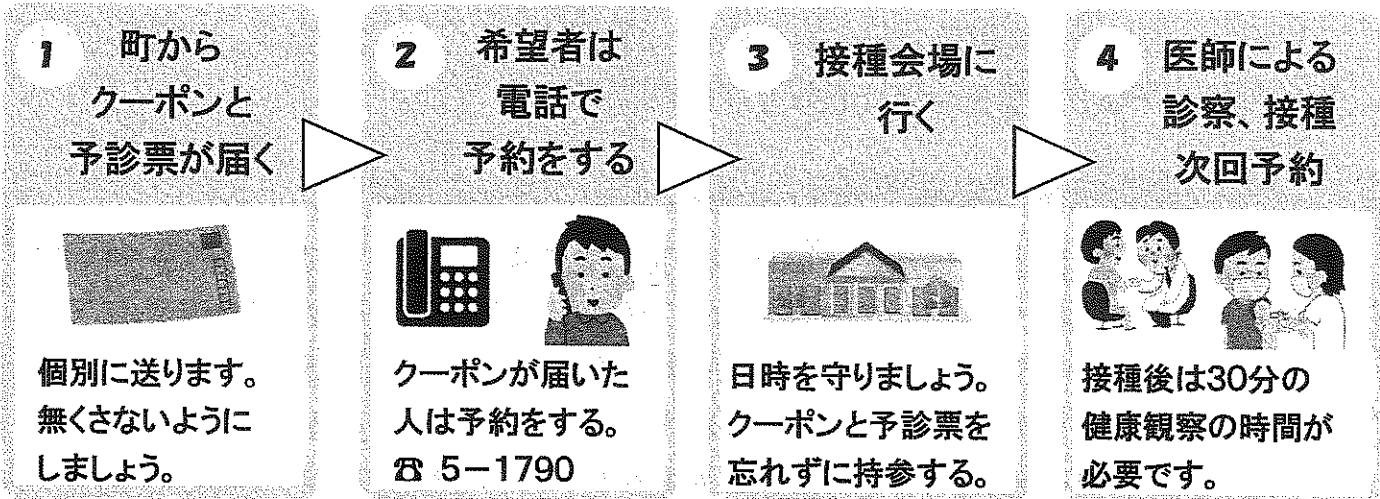 1 町から
クーポンと
予診票が届く
個別に送ります。
無くさないように
しましょう。
2 希望者は
電話で
予約をする
クーポンが届いた
人は予約をする。
☎ 5－1790
3 接種会場に
行く
日時を守りましょう。
クーポンと予診票を
忘れずに持参する。
4 医師による
診察、接種
次回予約
接種後は30分の
健康観察の時間が
必要です。